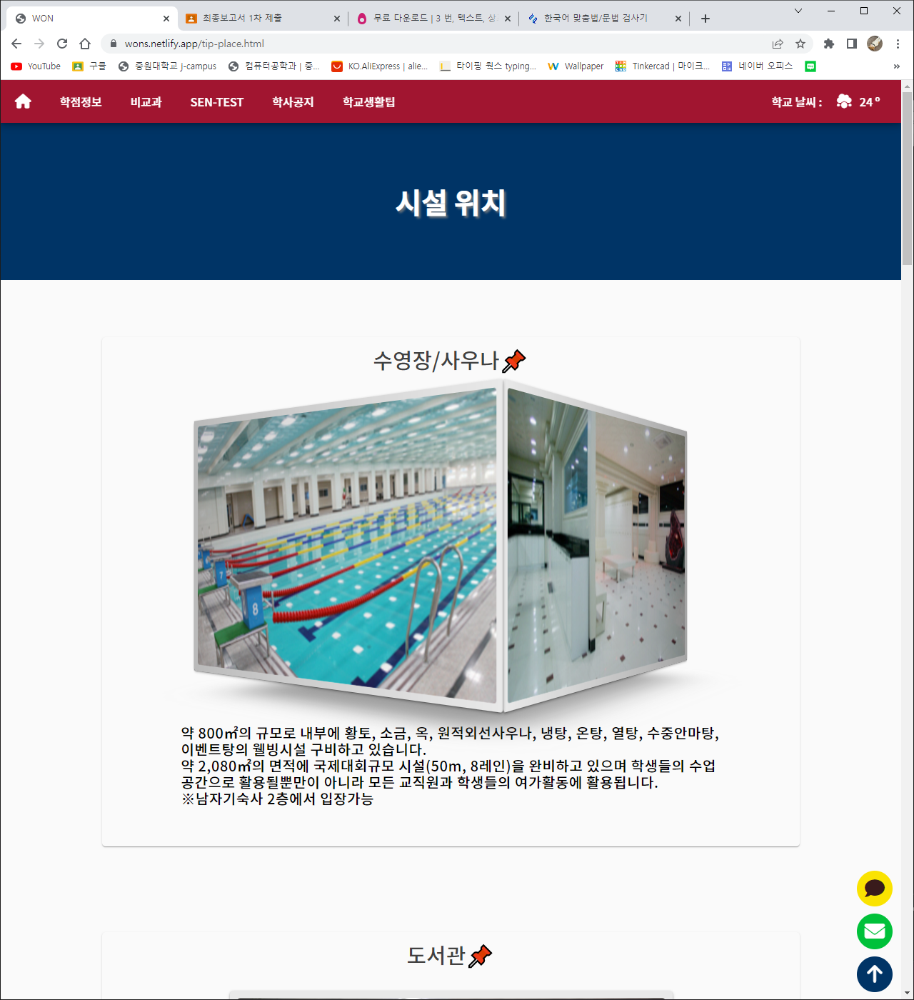 WON
최종보고서 1차 제출
무료 다운로드 | 3 번, 텍스트, 상
한국어 맞춤법/문법 검사기
wons.netlify.app/tip-place.html
YouTube
구클
중원대학교 j-campus
컴퓨터공학과 | 중...
KO.AliExpress | alie...
타이핑 웍스 typing...
Wallpaper
Tinkercad | 마이크...
네이버 오피스
»
학점정보
비교과
SEN-TEST
학사공지
학교생활팁
학교 날씨 :
24 º
시설 위치
수영장/사우나
7
8
약 800㎡의 규모로 내부에 황토, 소금, 옥, 원적외선사우나, 냉탕, 온탕, 열탕, 수중안마탕,
이벤트탕의 웰빙시설 구비하고 있습니다.
약 2,080㎡의 면적에 국제대회규모 시설(50m, 8레인)을 완비하고 있으며 학생들의 수업
공간으로 활용될뿐만이 아니라 모든 교직원과 학생들의 여가활동에 활용됩니다.
※남자기숙사 2층에서 입장가능
도서관